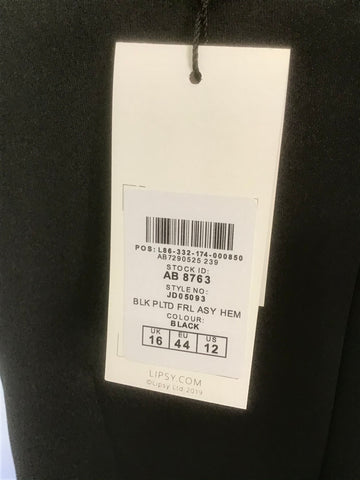 POS: L86-332-174-000850
AB7290525 239
STOCK ID:
AB 8763
STYLE NO:
JD05093
BLK PLTD FRL ASY HEM
COLOUR:
BLACK
UK EU US
16 44 12
LIPSY.COM
©Lipsy Ltd 2019